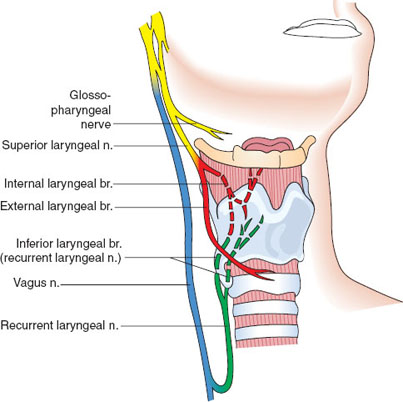 Glosso-
pharyngeal
nerve
Superior laryngeal n.
Internal laryngeal br.
External laryngeal br.
Inferior laryngeal br.
(recurrent laryngeal n.)
Vagus n.
Recurrent laryngeal n.